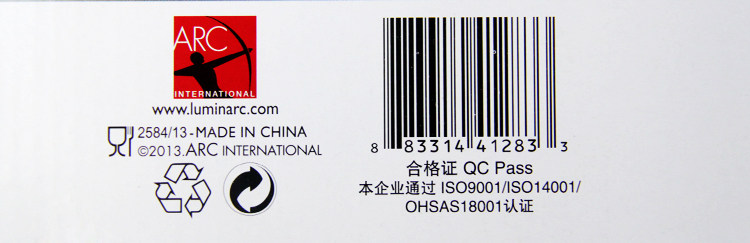 ARC
INTERNATIONAL
www.luminarc.com
2584/13-MADE IN CHINA
©2013.ARC INTERNATIONAL
8 83314 41283 3
合格证 QC Pass
本企业通过 ISO9001/ISO14001/
OHSAS18001认证